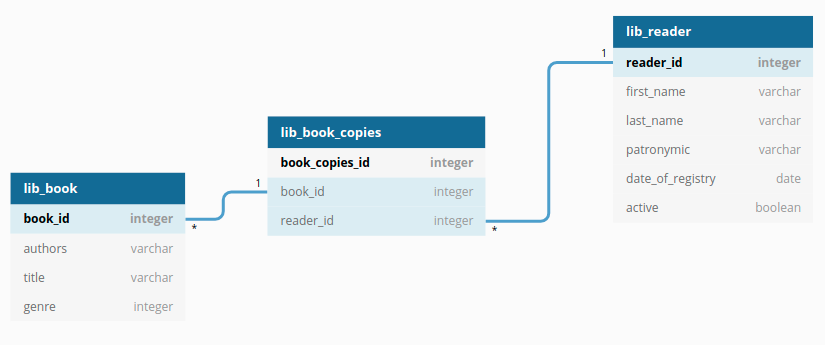 lib_book
book_id integer
authors varchar
title varchar
genre integer
*
1
lib_book_copies
book_copies_id integer
book_id integer
reader_id integer
*
1
lib_reader
reader_id integer
first_name varchar
last_name varchar
patronymic varchar
date_of_registry date
active boolean